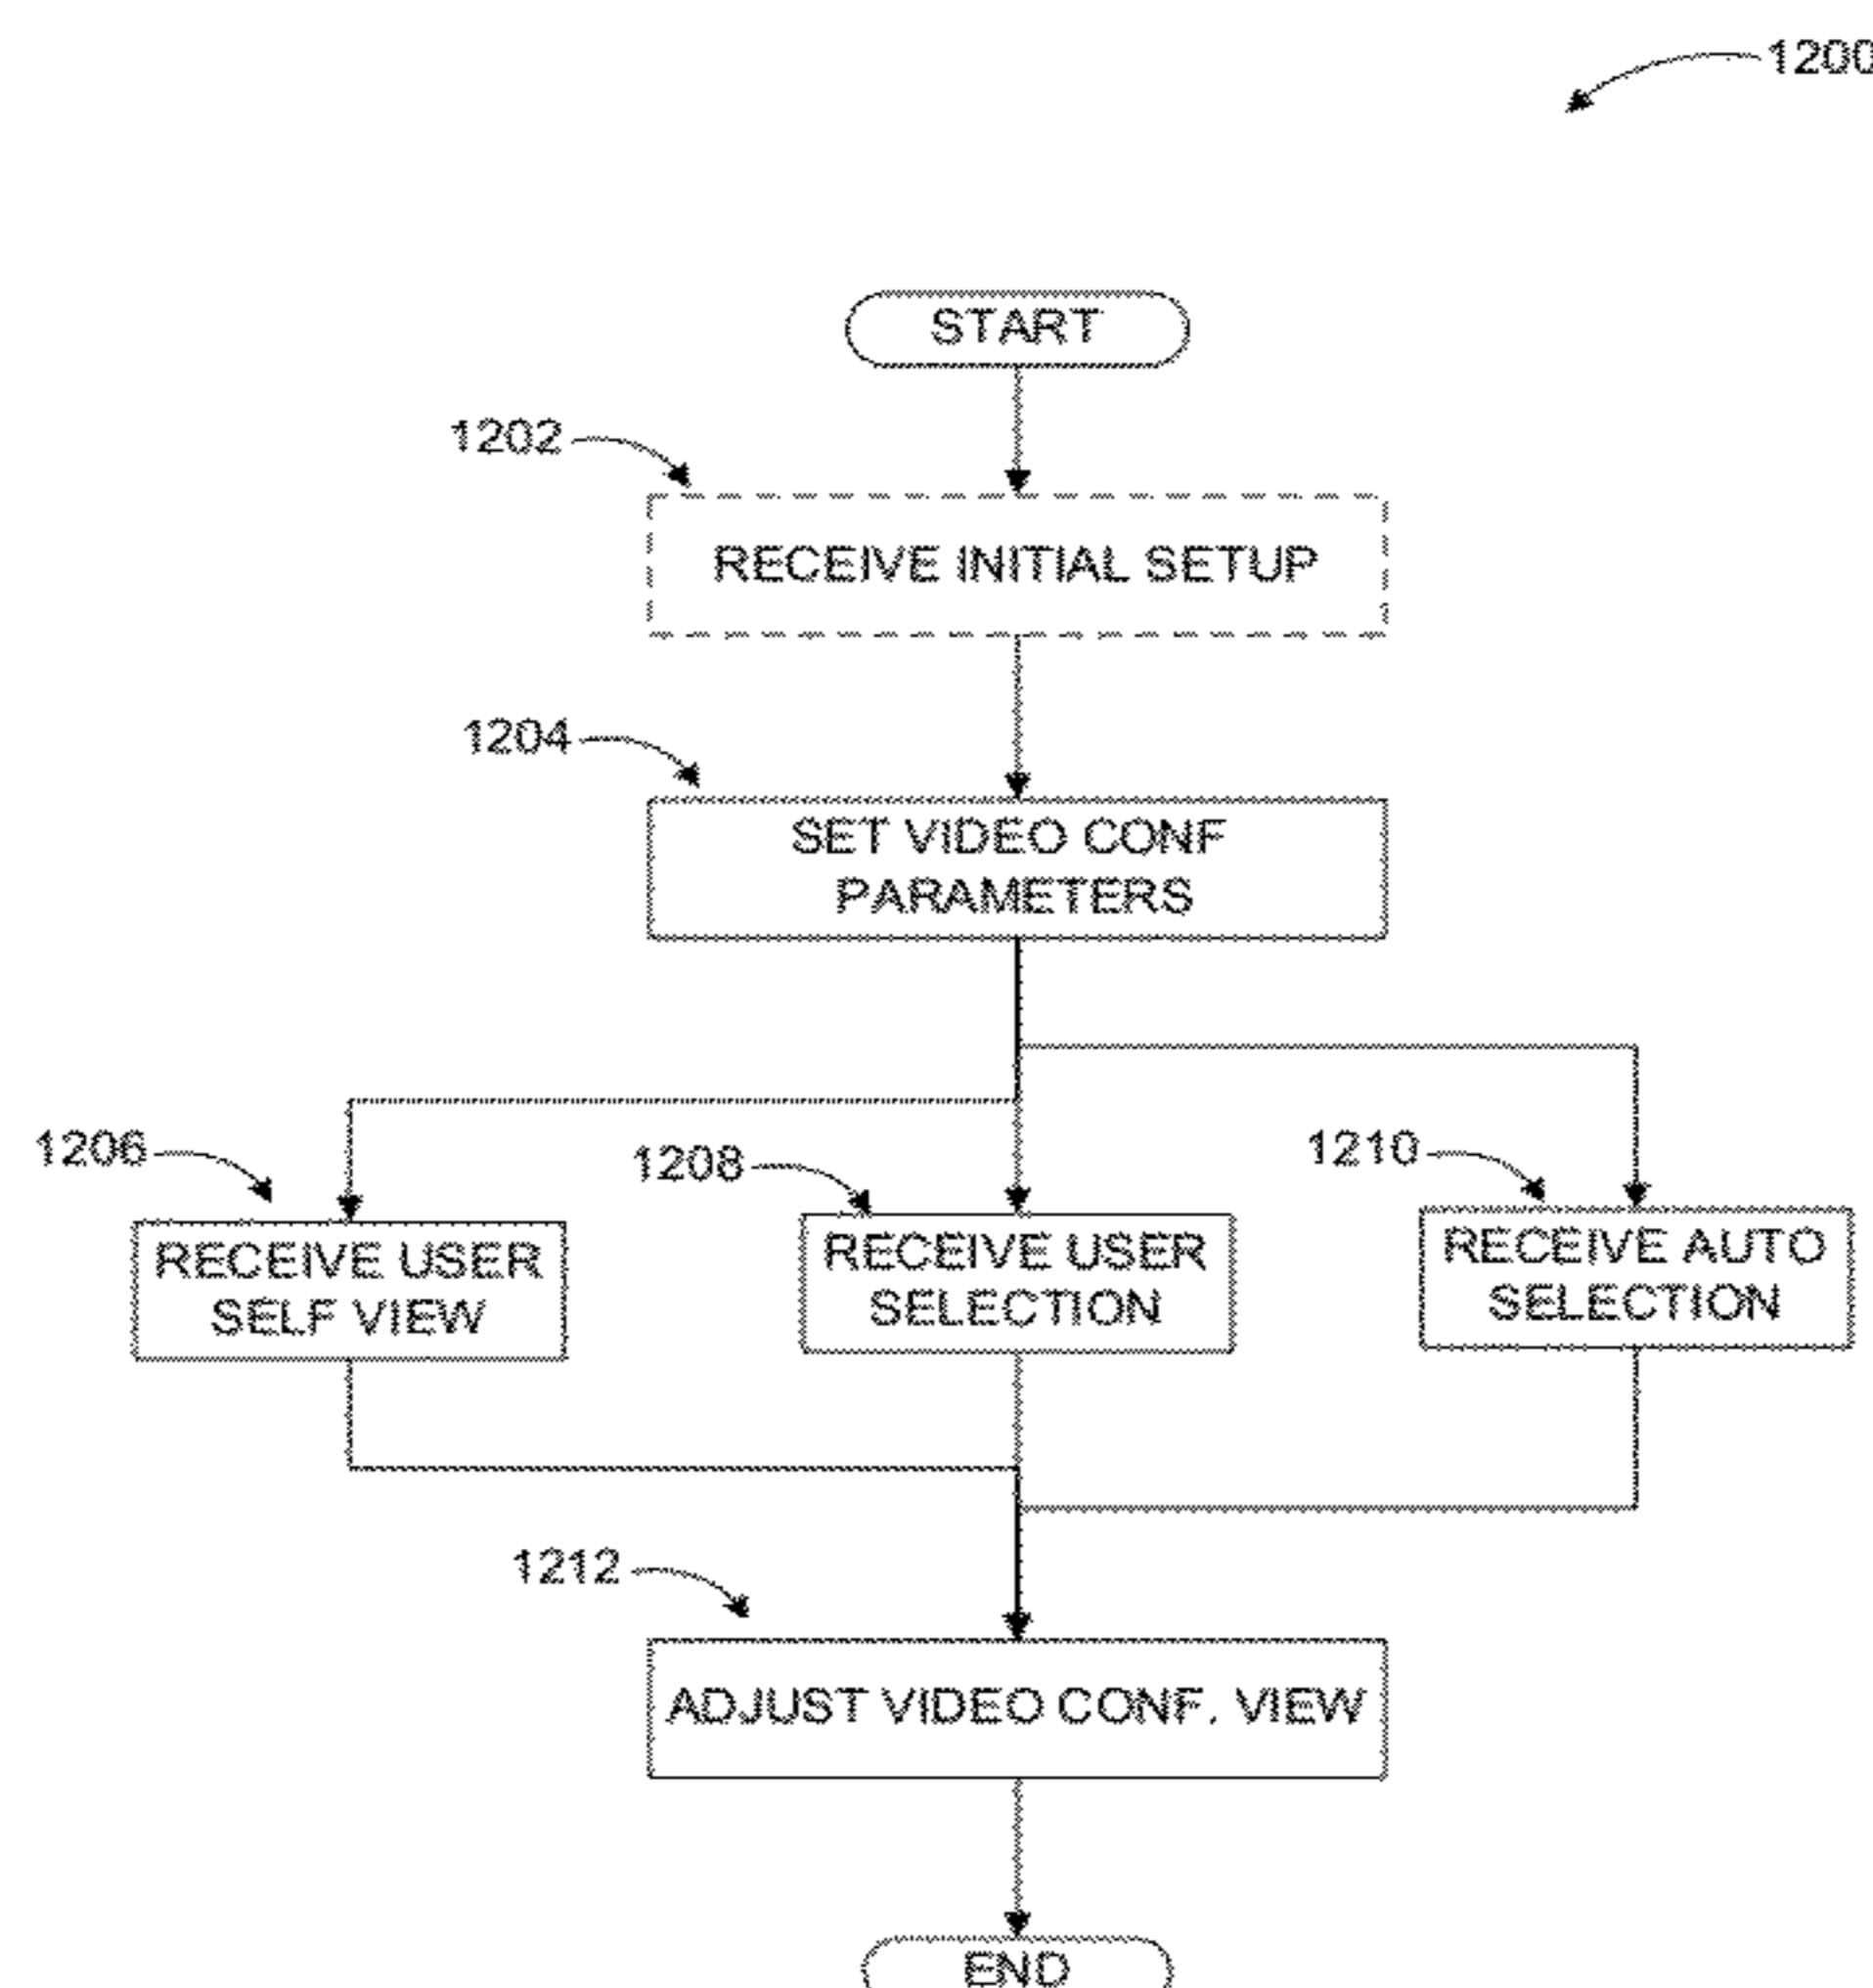 1200
START
1202
RECEIVE INITIAL SETUP
1204
SET VIDEO CONF
PARAMETERS
1206
RECEIVE USER
SELF VIEW
1208
RECEIVE USER
SELECTION
1210
RECEIVE AUTO
SELECTION
1212
ADJUST VIDEO CONF. VIEW
END